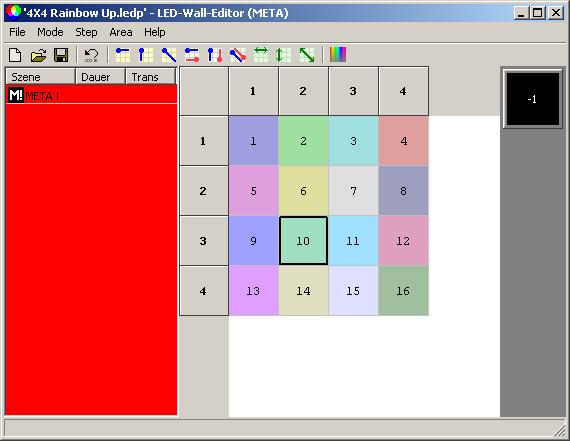 '4X4 Rainbow Up.ledp' - LED-Wall-Editor (META)
File Mode Step Area Help
Szene Dauer Trans
M! META 1
1 2 3 4
1 1 2 3 4
2 5 6 7 8
3 9 10 11 12
4 13 14 15 16
-1